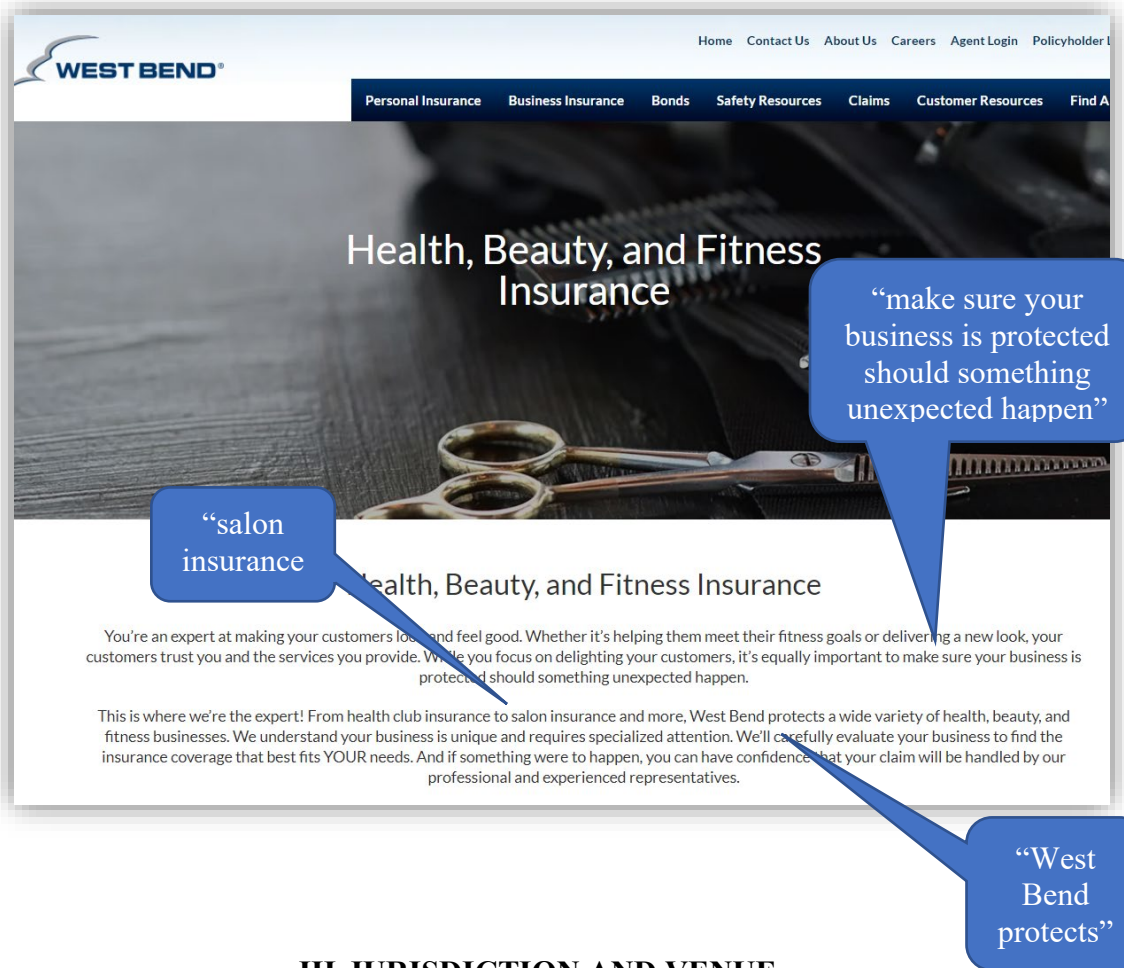 Home Contact Us About Us Careers Agent Login Policyholder
WEST BEND®
Personal Insurance Business Insurance Bonds Safety Resources Claims Customer Resources Find A
Health, Beauty, and Fitness
Insurance
“make sure your
business is protected
should something
unexpected happen”
“salon
insurance
Health, Beauty, and Fitness Insurance
You’re an expert at making your customers look and feel good. Whether it’s helping them meet their fitness goals or delivering a new look, your
customers trust you and the services you provide. While you focus on delighting your customers, it’s equally important to make sure your business is
protected should something unexpected happen.
This is where we’re the expert! From health club insurance to salon insurance and more, West Bend protects a wide variety of health, beauty, and
fitness businesses. We understand your business is unique and requires specialized attention. We’ll carefully evaluate your business to find the
insurance coverage that best fits YOUR needs. And if something were to happen, you can have confidence that your claim will be handled by our
professional and experienced representatives.
“West
Bend
protects”
III. JURISDICTION AND VENUE